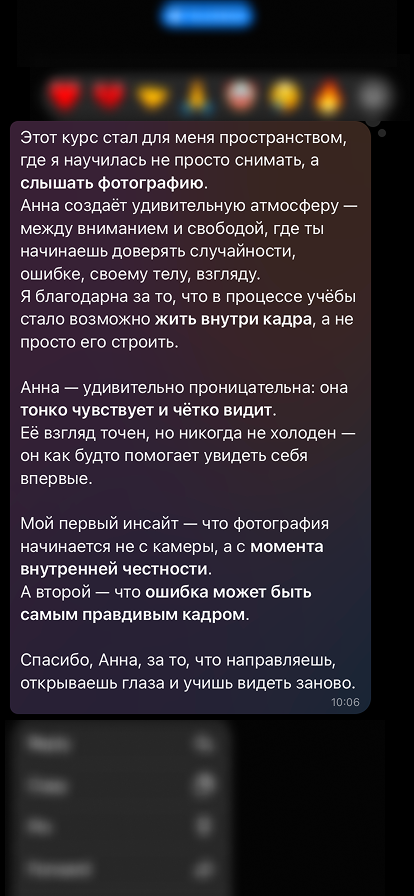 Этот курс стал для меня пространством,
где я научилась не просто снимать, а
слышать фотографию.
Анна создаёт удивительную атмосферу —
между вниманием и свободой, где ты
начинаешь доверять случайности,
ошибке, своему телу, взгляду.
Я благодарна за то, что в процессе учёбы
стало возможно жить внутри кадра, а не
просто его строить.

Анна — удивительно проницательна: она
тонко чувствует и чётко видит.
Её взгляд точен, но никогда не холоден —
он как будто помогает увидеть себя
впервые.

Мой первый инсайт — что фотография
начинается не с камеры, а с момента
внутренней честности.
А второй — что ошибка может быть
самым правдивым кадром.

Спасибо, Анна, за то, что направляешь,
открываешь глаза и учишь видеть заново.
10:06
Reply
Copy
Pin
Forward